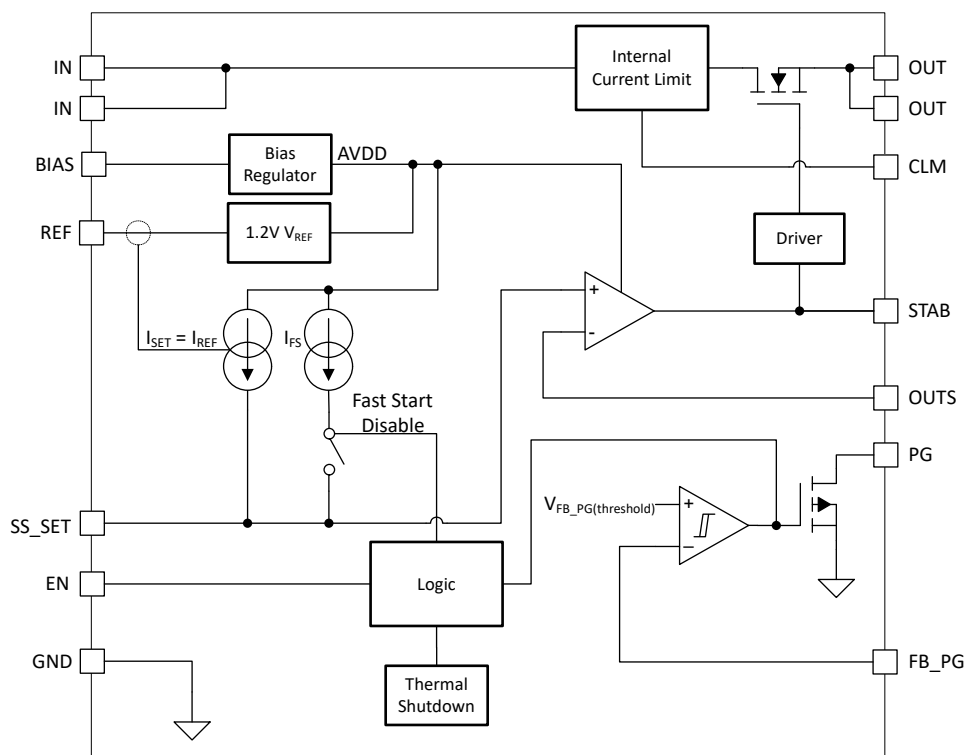 IN
Internal
Current Limit
OUT
IN
OUT
BIAS
Bias
Regulator
AVDD
CLM
REF
1.2V VREF
Driver
+
-
STAB
ISET = IREF
IFS
OUTS
Fast Start
Disable
PG
VFB_PG(threshold)
+
−
SS_SET
EN
Logic
GND
FB_PG
Thermal
Shutdown